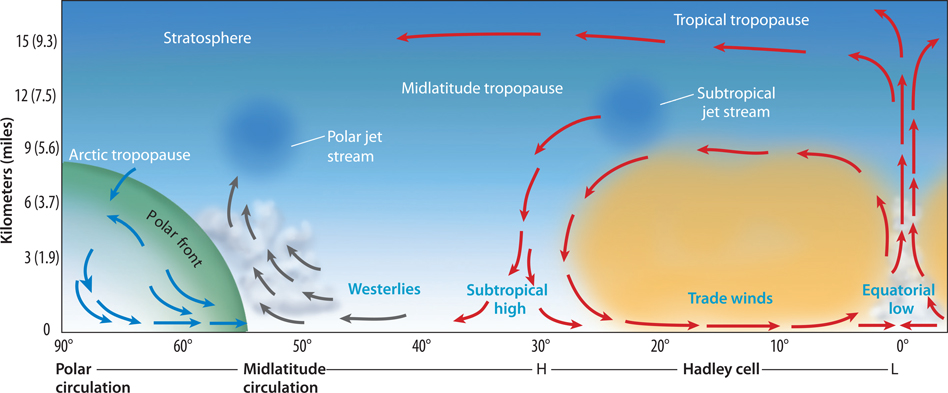 Kilometers (miles)
15 (9.3)
12 (7.5)
9 (5.6)
6 (3.7)
3 (1.9)
0
Stratosphere
Tropical tropopause
Midlatitude tropopause
Subtropical
jet stream
Polar jet
stream
Arctic tropopause
Polar front
Westerlies
Subtropical
high
Trade winds
Equatorial
low
90°
60°
50°
40°
30°
20°
10°
0°
Polar
circulation
Midlatitude
circulation
H
Hadley cell
L